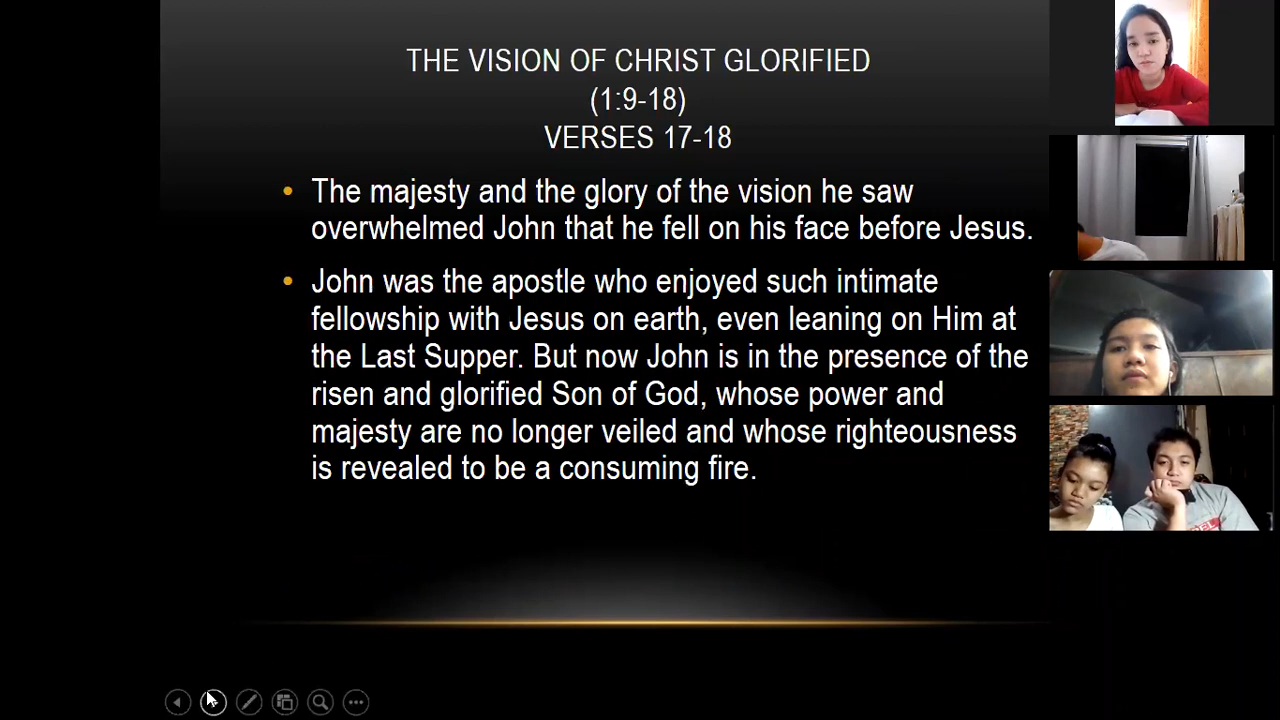 THE VISION OF CHRIST GLORIFIED
(1:9-18)
VERSES 17-18
• The majesty and the glory of the vision he saw
overwhelmed John that he fell on his face before Jesus.
• John was the apostle who enjoyed such intimate
fellowship with Jesus on earth, even leaning on Him at
the Last Supper. But now John is in the presence of the
risen and glorified Son of God, whose power and
majesty are no longer veiled and whose righteousness
is revealed to be a consuming fire.